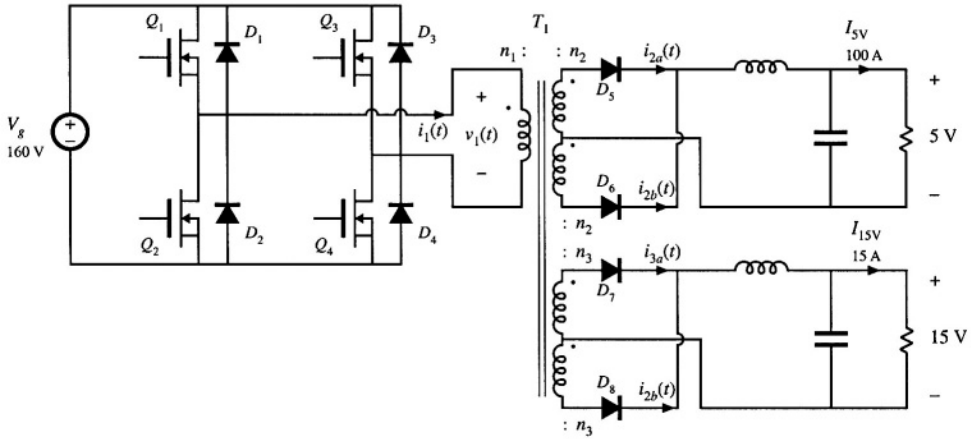 T₁
Q₁
D₁
Q₃
D₃
n₁ :
: n₂
i₂ₐ(t)
I₅V
100 A
D₅
+
+
V_g
160 V
+
−
i₁(t)
v₁(t)
5 V
−
D₆
i₂b(t)
−
Q₂
D₂
Q₄
D₄
: n₂
: n₃
i₃ₐ(t)
I₁₅V
15 A
D₇
+
15 V
D₈
i₂b(t)
−
: n₃